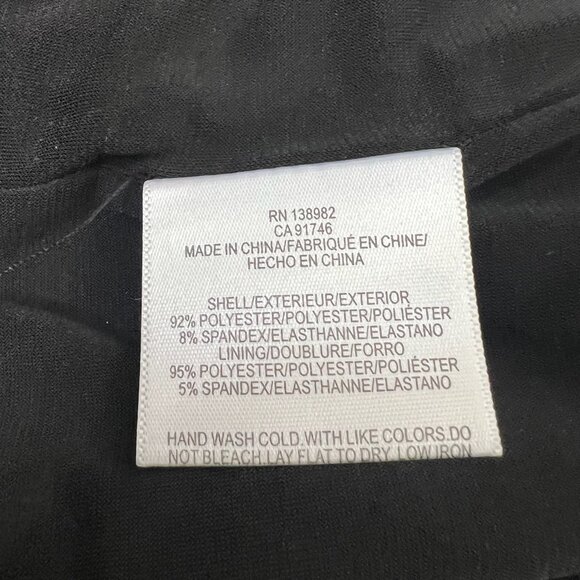 RN 138982
CA 91746
MADE IN CHINA/FABRIQUÉ EN CHINE/
HECHO EN CHINA
SHELL/EXTERIEUR/EXTERIOR
92% POLYESTER/POLYESTER/POLIÉSTER
8% SPANDEX/ELASTHANNE/ELASTANO
LINING/DOUBLURE/FORRO
95% POLYESTER/POLYESTER/POLIÉSTER
5% SPANDEX/ELASTHANNE/ELASTANO
HAND WASH COLD.WITH LIKE COLORS.DO
NOT BLEACH.LAY FLAT TO DRY.LOW IRON